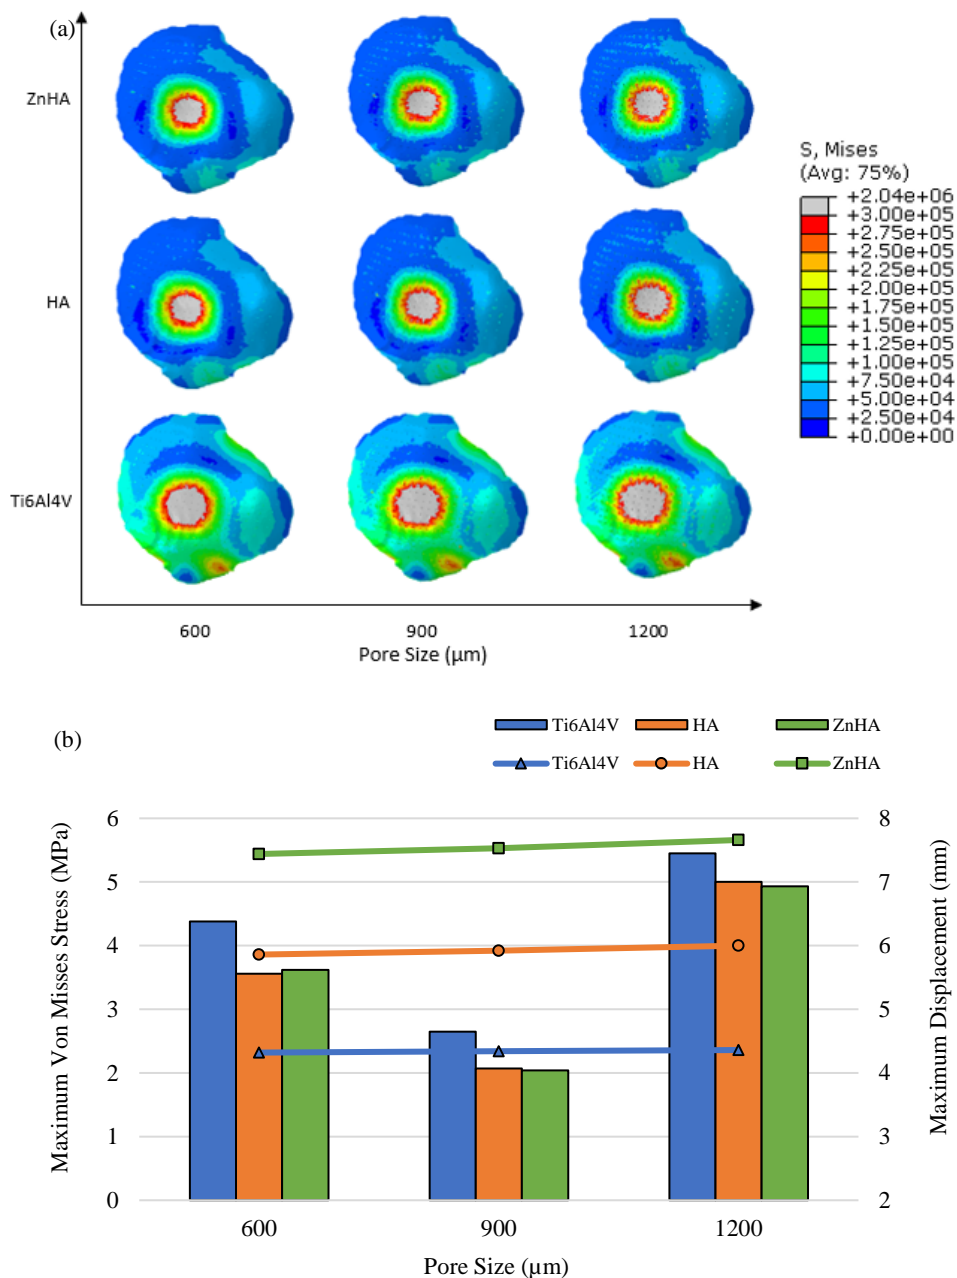 (a)
ZnHA
HA
Ti6Al4V
600 900 1200
Pore Size (µm)
S, Mises
(Avg: 75%)
+2.04e+06
+3.00e+05
+2.75e+05
+2.50e+05
+2.25e+05
+2.00e+05
+1.75e+05
+1.50e+05
+1.25e+05
+1.00e+05
+7.50e+04
+5.00e+04
+2.50e+04
+0.00e+00
(b)
Ti6Al4V HA ZnHA
Ti6Al4V HA ZnHA
Maximum Von Misses Stress (MPa)
6
5
4
3
2
1
0
8
7
6
5
4
3
2
Maximum Displacement (mm)
600 900 1200
Pore Size (µm)